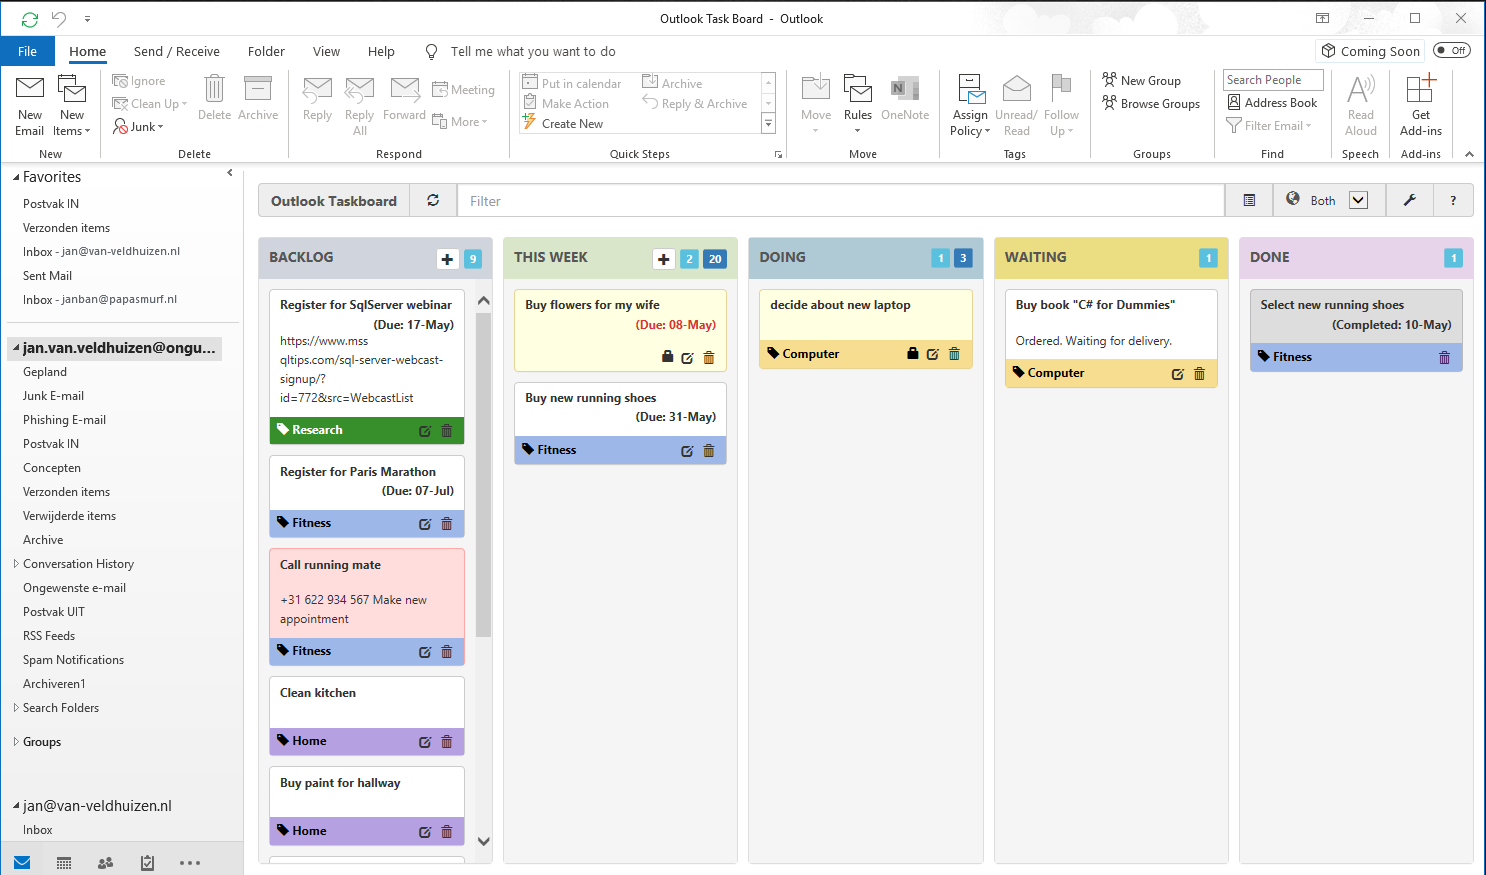 Outlook Task Board - Outlook
File Home Send / Receive Folder View Help Tell me what you want to do Coming Soon Off
New Email
New Items
New
Ignore
Clean Up
Junk
Delete
Archive
Delete
Reply
Reply All
Forward
Meeting
More
Respond
Put in calendar
Make Action
Create New
Archive
Reply & Archive
Quick Steps
Move
Rules
OneNote
N
Move
Assign Policy
Unread/ Read
Follow Up
Tags
New Group
Browse Groups
Groups
Search People
Address Book
Filter Email
Find
Read Aloud
Speech
Get Add-ins
Add-ins
Favorites
Postvak IN
Verzonden items
Inbox - jan@van-veldhuizen.nl
Sent Mail
Inbox - janban@papasmurf.nl
jan.van.veldhuizen@ongu...
Gepland
Junk E-mail
Phishing E-mail
Postvak IN
Concepten
Verzonden items
Verwijderde items
Archive
Conversation History
Ongewenste e-mail
Postvak UIT
RSS Feeds
Spam Notifications
Archiveren1
Search Folders
Groups
jan@van-veldhuizen.nl
Inbox
Outlook Taskboard Filter Both ?
BACKLOG + 9
Register for SqlServer webinar
(Due: 17-May)
https://www.mss
qltips.com/sql-server-webcast-
signup/?
id=772&src=WebcastList
Research
Register for Paris Marathon
(Due: 07-Jul)
Fitness
Call running mate
+31 622 934 567 Make new
appointment
Fitness
Clean kitchen
Home
Buy paint for hallway
Home
THIS WEEK + 2 20
Buy flowers for my wife
(Due: 08-May)
Buy new running shoes
(Due: 31-May)
Fitness
DOING 1 3
decide about new laptop
Computer
WAITING 1
Buy book "C# for Dummies"
Ordered. Waiting for delivery.
Computer
DONE 1
Select new running shoes
(Completed: 10-May)
Fitness